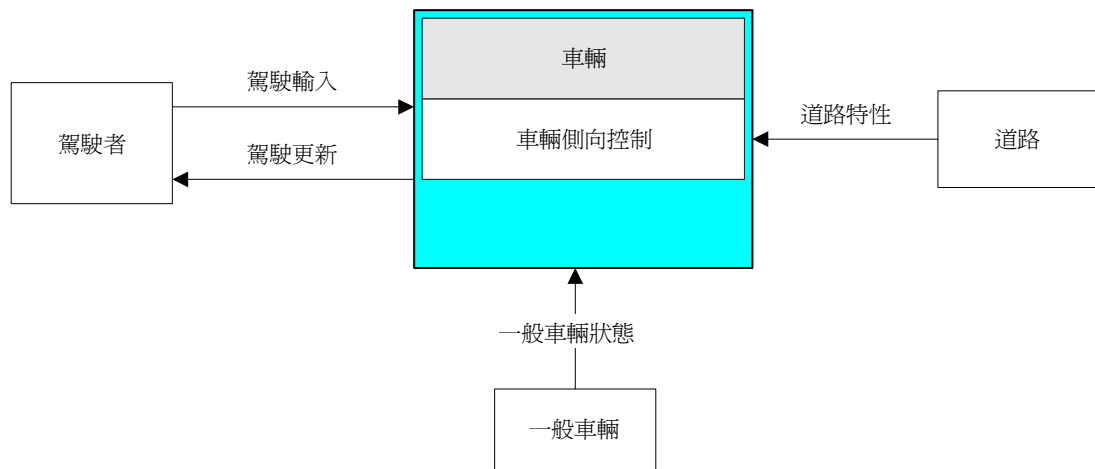 車輛
駕駛輸入
駕駛者
車輛側向控制
道路特性
道路
駕駛更新
一般車輛狀態
一般車輛